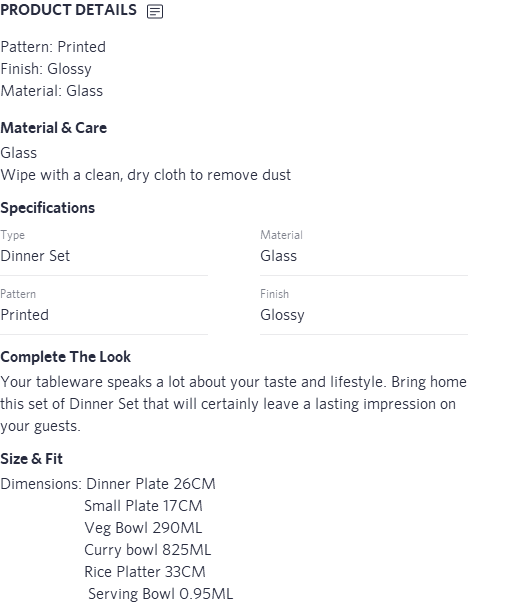 PRODUCT DETAILS
Pattern: Printed
Finish: Glossy
Material: Glass
Material & Care
Glass
Wipe with a clean, dry cloth to remove dust
Specifications
Type
Material
Dinner Set
Glass
Pattern
Finish
Printed
Glossy
Complete The Look
Your tableware speaks a lot about your taste and lifestyle. Bring home
this set of Dinner Set that will certainly leave a lasting impression on
your guests.
Size & Fit
Dimensions: Dinner Plate 26CM
Small Plate 17CM
Veg Bowl 290ML
Curry bowl 825ML
Rice Platter 33CM
Serving Bowl 0.95ML